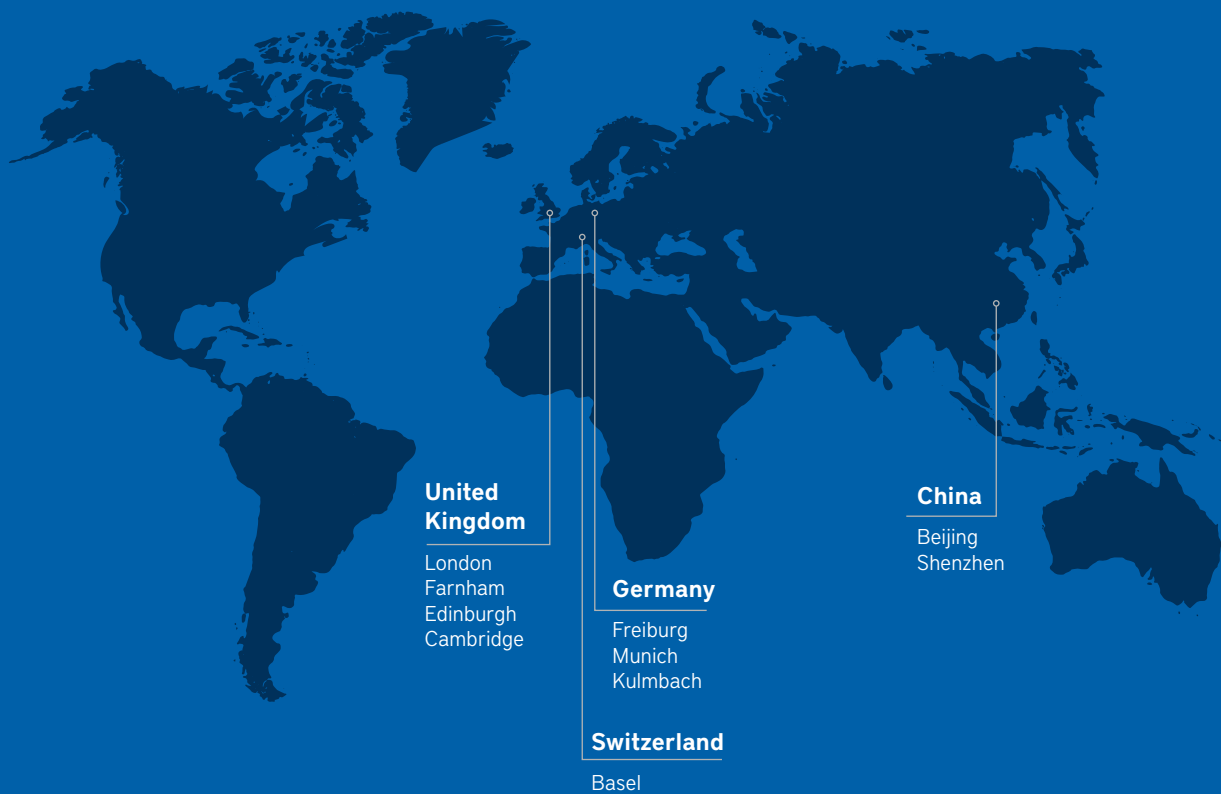 United
Kingdom
London
Farnham
Edinburgh
Cambridge
Germany
Freiburg
Munich
Kulmbach
Switzerland
Basel
China
Beijing
Shenzhen